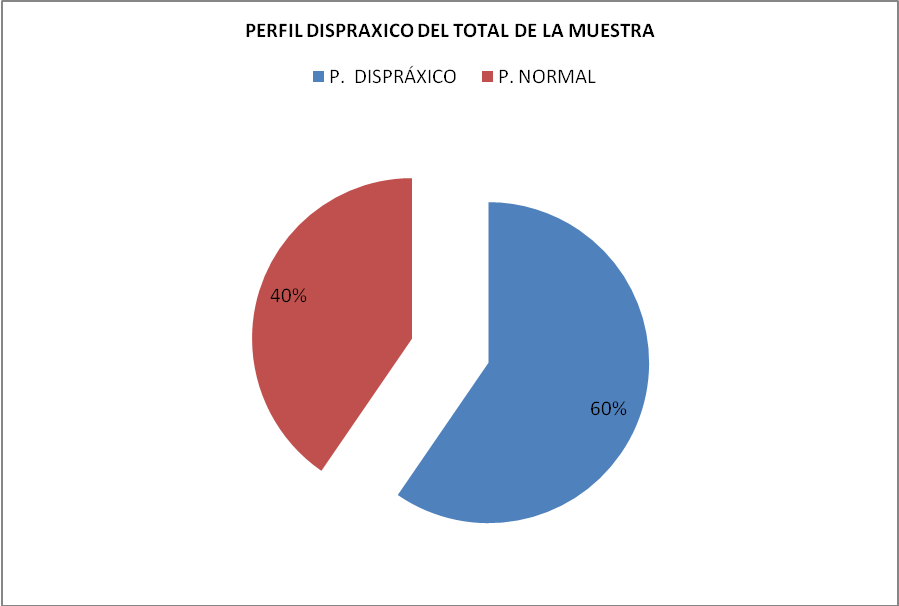 PERFIL DISPRAXICO DEL TOTAL DE LA MUESTRA
P. DISPRÁXICO P. NORMAL
40%
60%